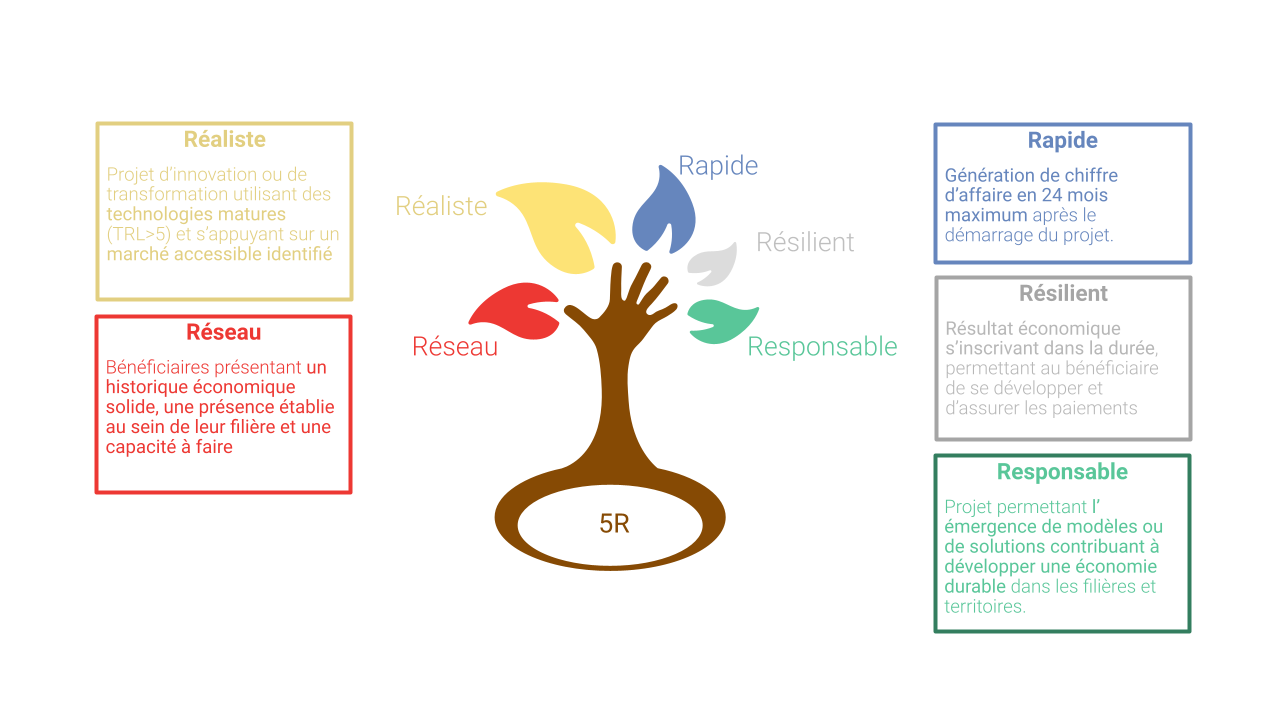 Réaliste
Projet d'innovation ou de
transformation utilisant des
technologies matures
(TRL>5) et s'appuyant sur un
marché accessible identifié
Réseau
Bénéficiaires présentant un
historique économique
solide, une présence établie
au sein de leur filière et une
capacité à faire
Rapide
Réaliste
Résilient
Réseau
Responsable
5R
Rapide
Génération de chiffre
d'affaire en 24 mois
maximum après le
démarrage du projet.
Résilient
Résultat économique
s'inscrivant dans la durée,
permettant au bénéficiaire
de se développer et
d'assurer les paiements
Responsable
Projet permettant l'
émergence de modèles ou
de solutions contribuant à
développer une économie
durable dans les filières et
territoires.